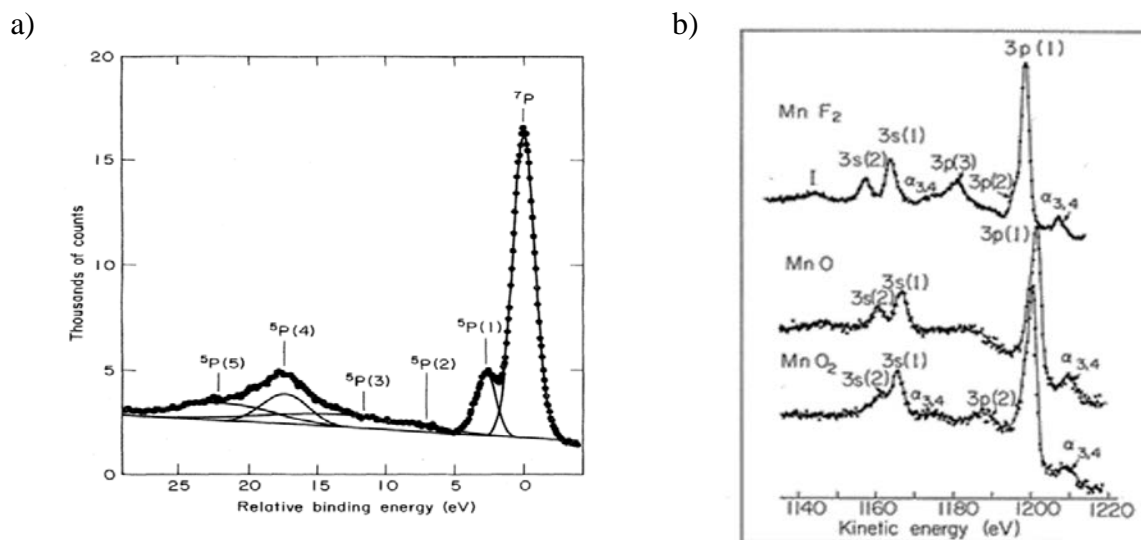 a)
20
15
10
5
0
Thousands of counts
⁷P
⁵P(1)
⁵P(2)
⁵P(3)
⁵P(4)
⁵P(5)
25 20 15 10 5 0
Relative binding energy (eV)
b)
3p(1)
Mn F₂
3s(1)
3s(2)
3p(3)
I
α₃,₄
3p(2)
α₃,₄
3p(1)
Mn O
3s(1)
3s(2)
Mn O₂
3s(1)
3s(2)
α₃,₄
3p(2)
α₃,₄
α₃,₄
1140 1160 1180 1200 1220
Kinetic energy (eV)